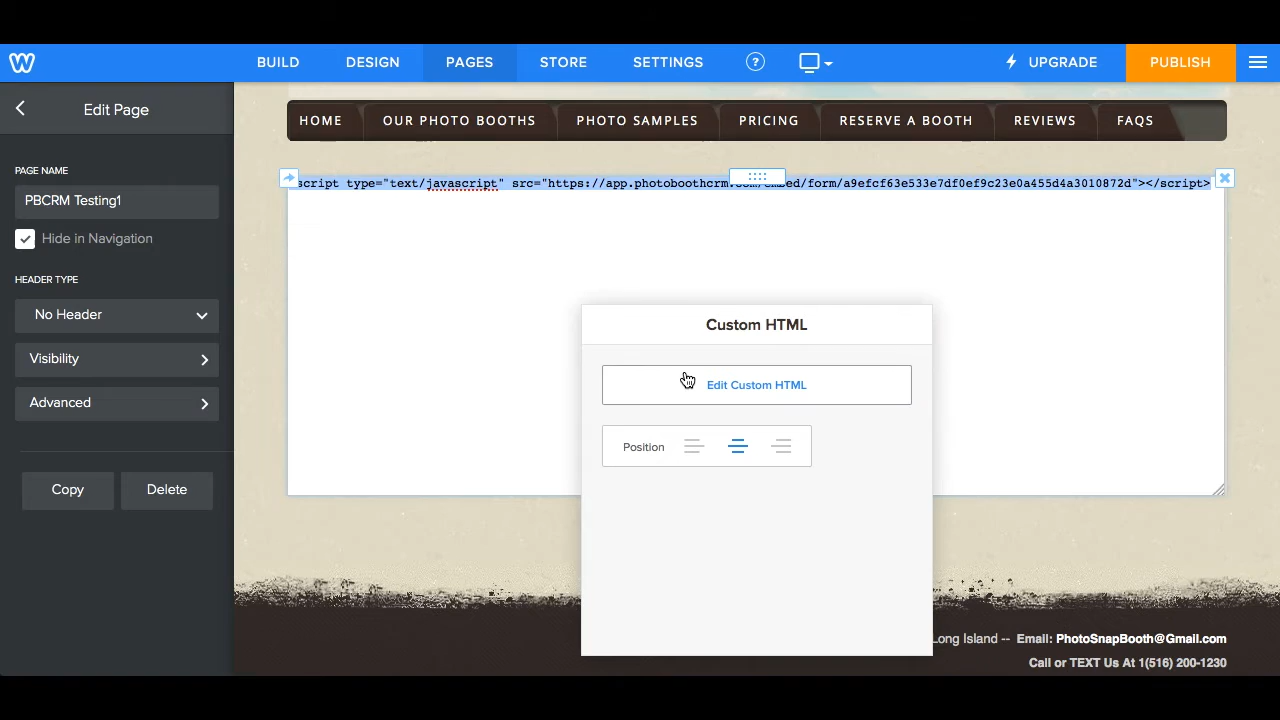 BUILD DESIGN PAGES STORE SETTINGS ? UPGRADE PUBLISH
Edit Page
PAGE NAME
PBCRM Testing1
Hide in Navigation
HEADER TYPE
No Header
Visibility
Advanced
Copy Delete
HOME OUR PHOTO BOOTHS PHOTO SAMPLES PRICING RESERVE A BOOTH REVIEWS FAQS
script type="text/javascript" src="https://app.photoboothcrm.com/embed/form/a9efcf63e533e7df0ef9c23e0a455d4a3010872d"></script>
Custom HTML
Edit Custom HTML
Position
Long Island -- Email: PhotoSnapBooth@Gmail.com
Call or TEXT Us At 1(516) 200-1230